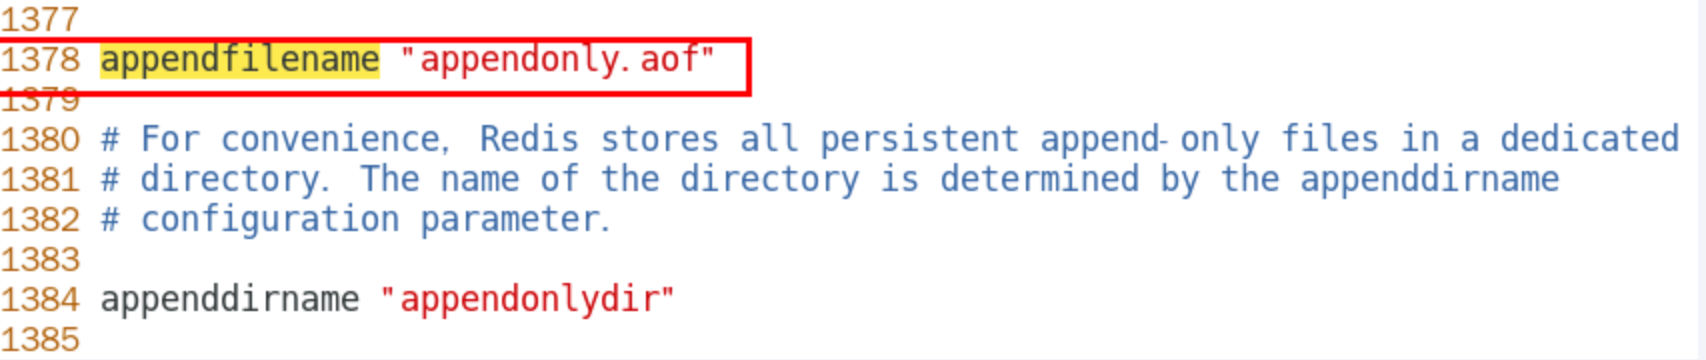 1377
1378 appendfilename "appendonly.aof"
1379
1380 # For convenience, Redis stores all persistent append-only files in a dedicated
1381 # directory. The name of the directory is determined by the appenddirname
1382 # configuration parameter.
1383
1384 appenddirname "appendonlydir"
1385